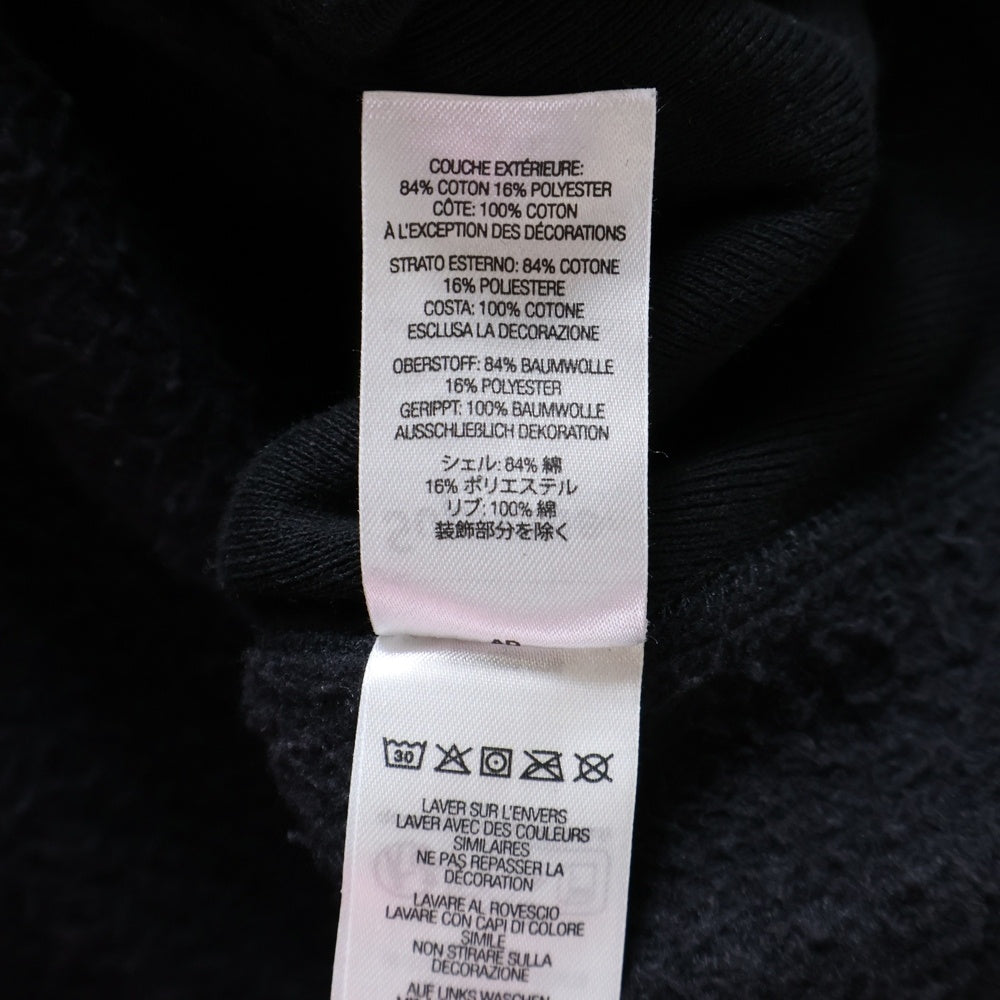 COUCHE EXTÉRIEURE:
84% COTON 16% POLYESTER
CÔTE: 100% COTON
À L'EXCEPTION DES DÉCORATIONS
STRATO ESTERNO: 84% COTONE
16% POLIESTERE
COSTA: 100% COTONE
ESCLUSA LA DECORAZIONE
OBERSTOFF: 84% BAUMWOLLE
16% POLYESTER
GERIPPT: 100% BAUMWOLLE
AUSSCHLIEßLICH DEKORATION
シェル: 84% 綿
16% ポリエステル
リブ: 100% 綿
装飾部分を除く
30
LAVER SUR L'ENVERS
LAVER AVEC DES COULEURS
SIMILAIRES
NE PAS REPASSER LA
DÉCORATION
LAVARE AL ROVESCIO
LAVARE CON CAPI DI COLORE
SIMILE
NON STIRARE SULLA
DECORAZIONE
AUF LINKS WASCHEN